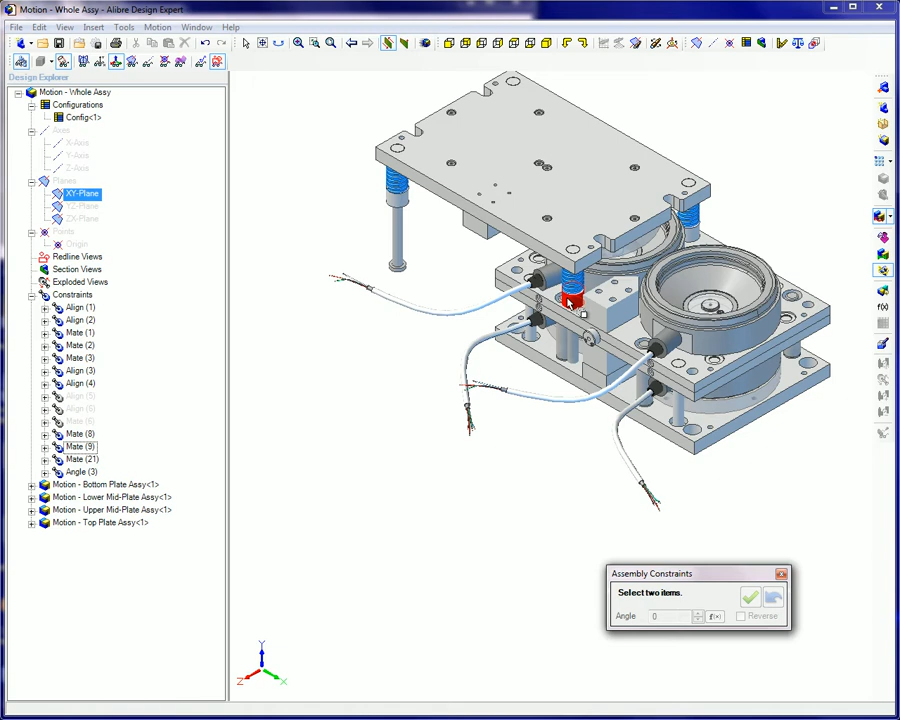 Motion - Whole Assy - Alibre Design Expert
File Edit View Insert Tools Motion Window Help
Design Explorer
Motion - Whole Assy
Configurations
Config<1>
Axes
X-Axis
Y-Axis
Z-Axis
Planes
XY-Plane
YZ-Plane
ZX-Plane
Points
Origin
Redline Views
Section Views
Exploded Views
Constraints
Align (1)
Align (2)
Mate (1)
Mate (2)
Mate (3)
Align (3)
Align (4)
Align (5)
Align (6)
Mate (6)
Mate (8)
Mate (9)
Mate (21)
Angle (3)
Motion - Bottom Plate Assy<1>
Motion - Lower Mid-Plate Assy<1>
Motion - Upper Mid-Plate Assy<1>
Motion - Top Plate Assy<1>
Assembly Constraints
Select two items.
Angle 0 f(x) Reverse
Y
Z X